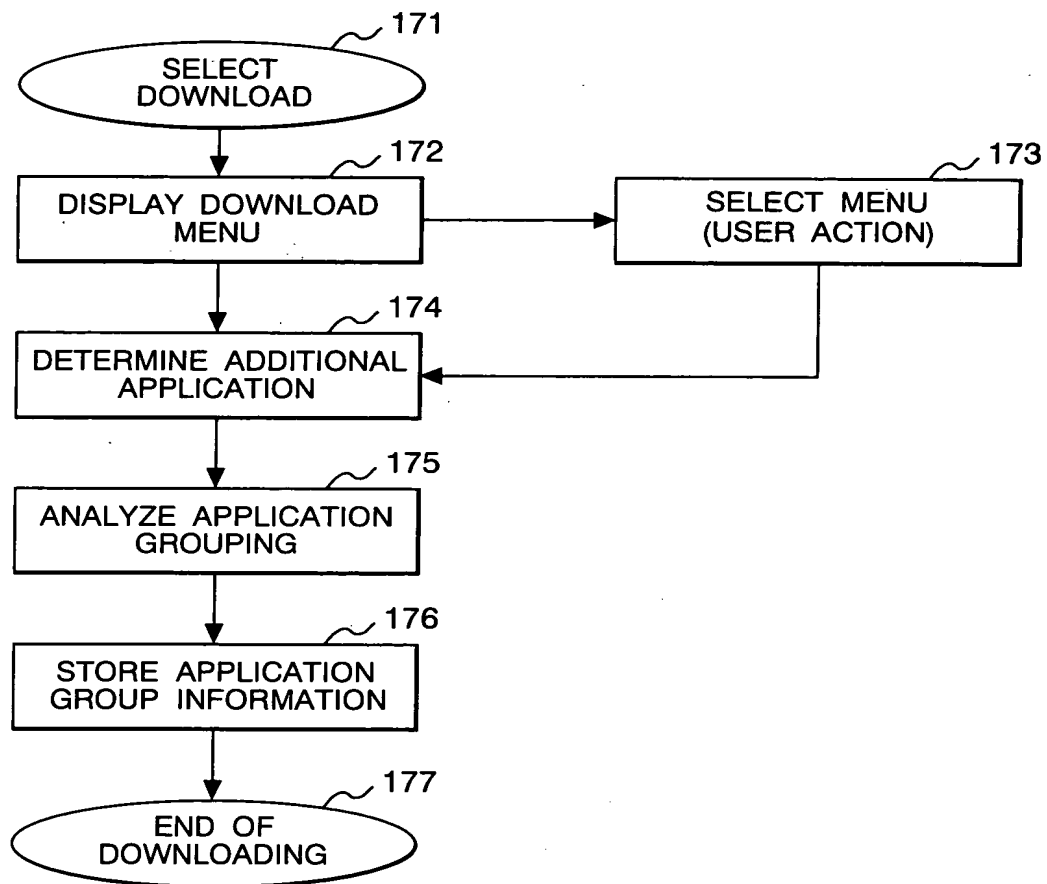 171
SELECT
DOWNLOAD
172
DISPLAY DOWNLOAD
MENU
173
SELECT MENU
(USER ACTION)
174
DETERMINE ADDITIONAL
APPLICATION
175
ANALYZE APPLICATION
GROUPING
176
STORE APPLICATION
GROUP INFORMATION
177
END OF
DOWNLOADING